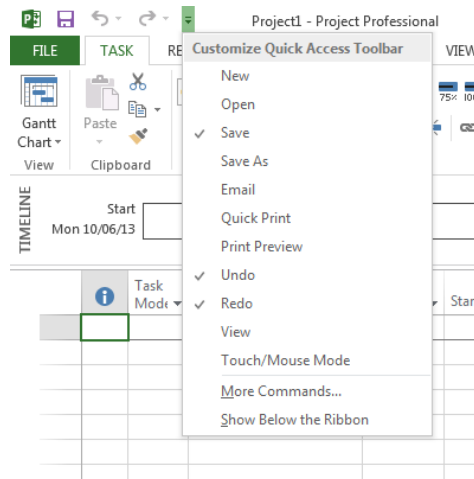 Project1 - Project Professional
FILE
TASK
RE
Customize Quick Access Toolbar
VIEW
New
Open
Save
Save As
Email
Quick Print
Print Preview
Undo
Redo
View
Touch/Mouse Mode
More Commands...
Show Below the Ribbon
Gantt
Chart
Paste
View
Clipboard
75%
TIMELINE
Start
Mon 10/06/13
Task
Mode
Star